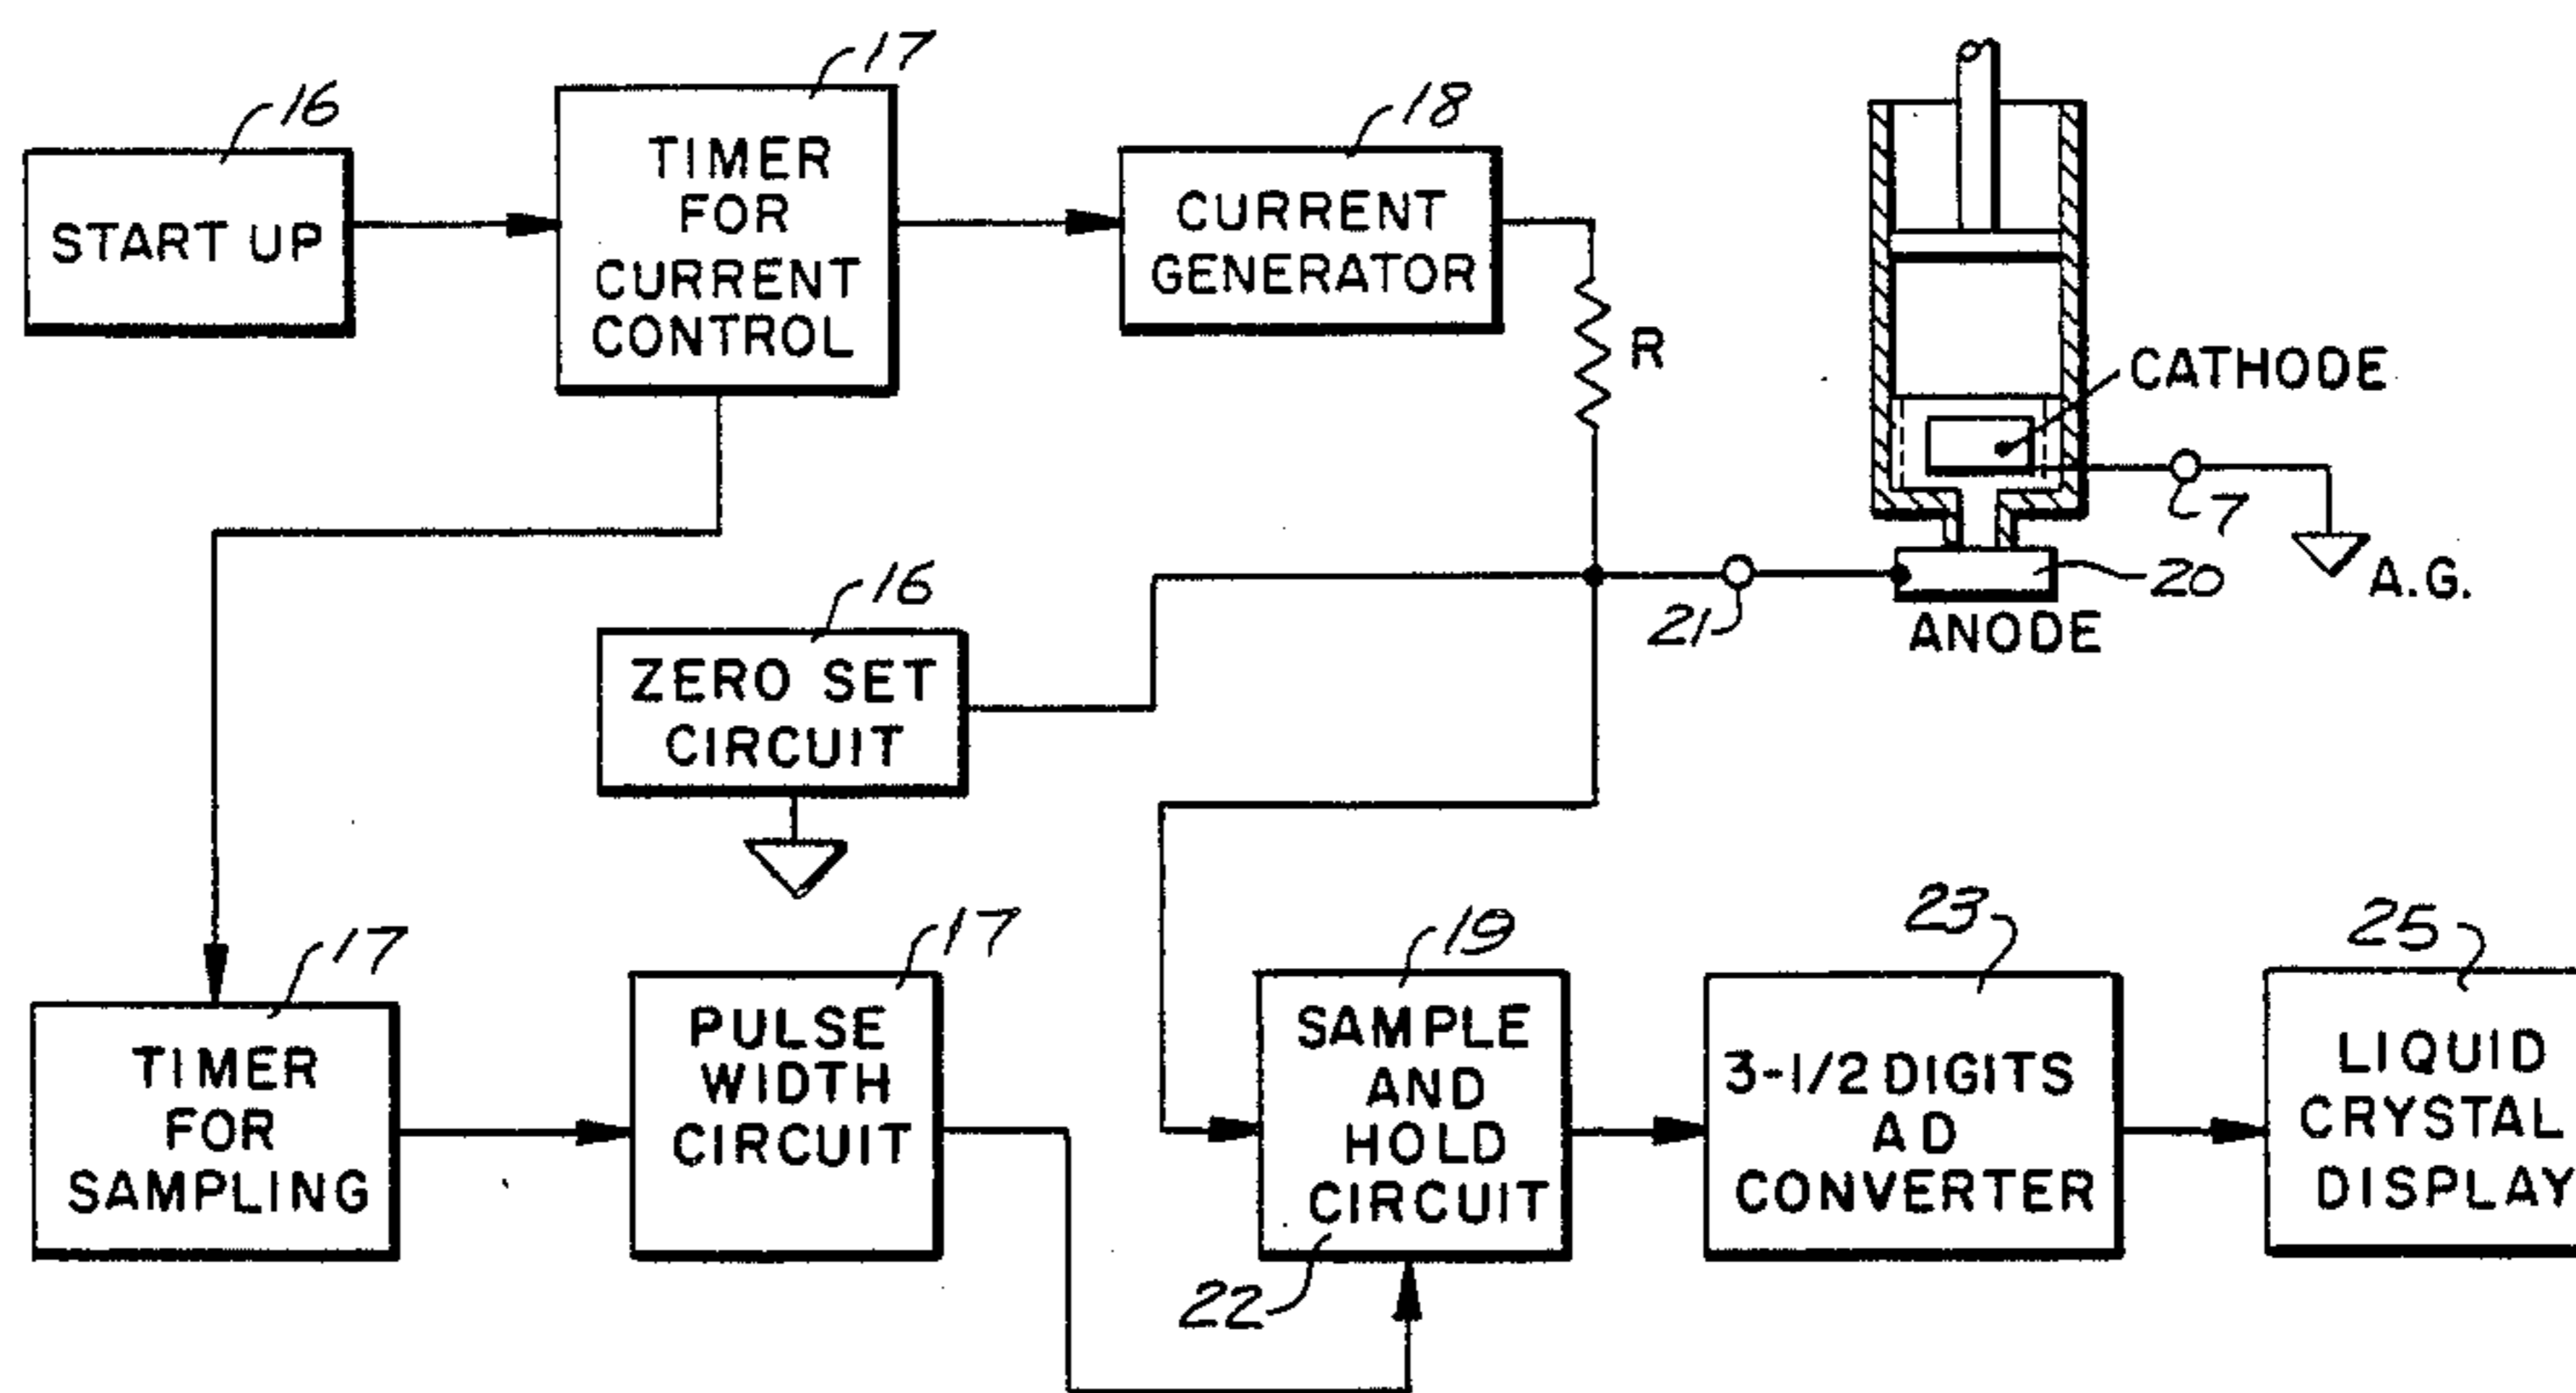 16
START UP
17
TIMER
FOR
CURRENT
CONTROL
18
CURRENT
GENERATOR
R
CATHODE
7
A.G.
20
ANODE
21
16
ZERO SET
CIRCUIT
17
TIMER
FOR
SAMPLING
17
PULSE
WIDTH
CIRCUIT
19
SAMPLE
AND
HOLD
CIRCUIT
22
23
3-1/2 DIGITS
AD
CONVERTER
25
LIQUID
CRYSTAL
DISPLAY